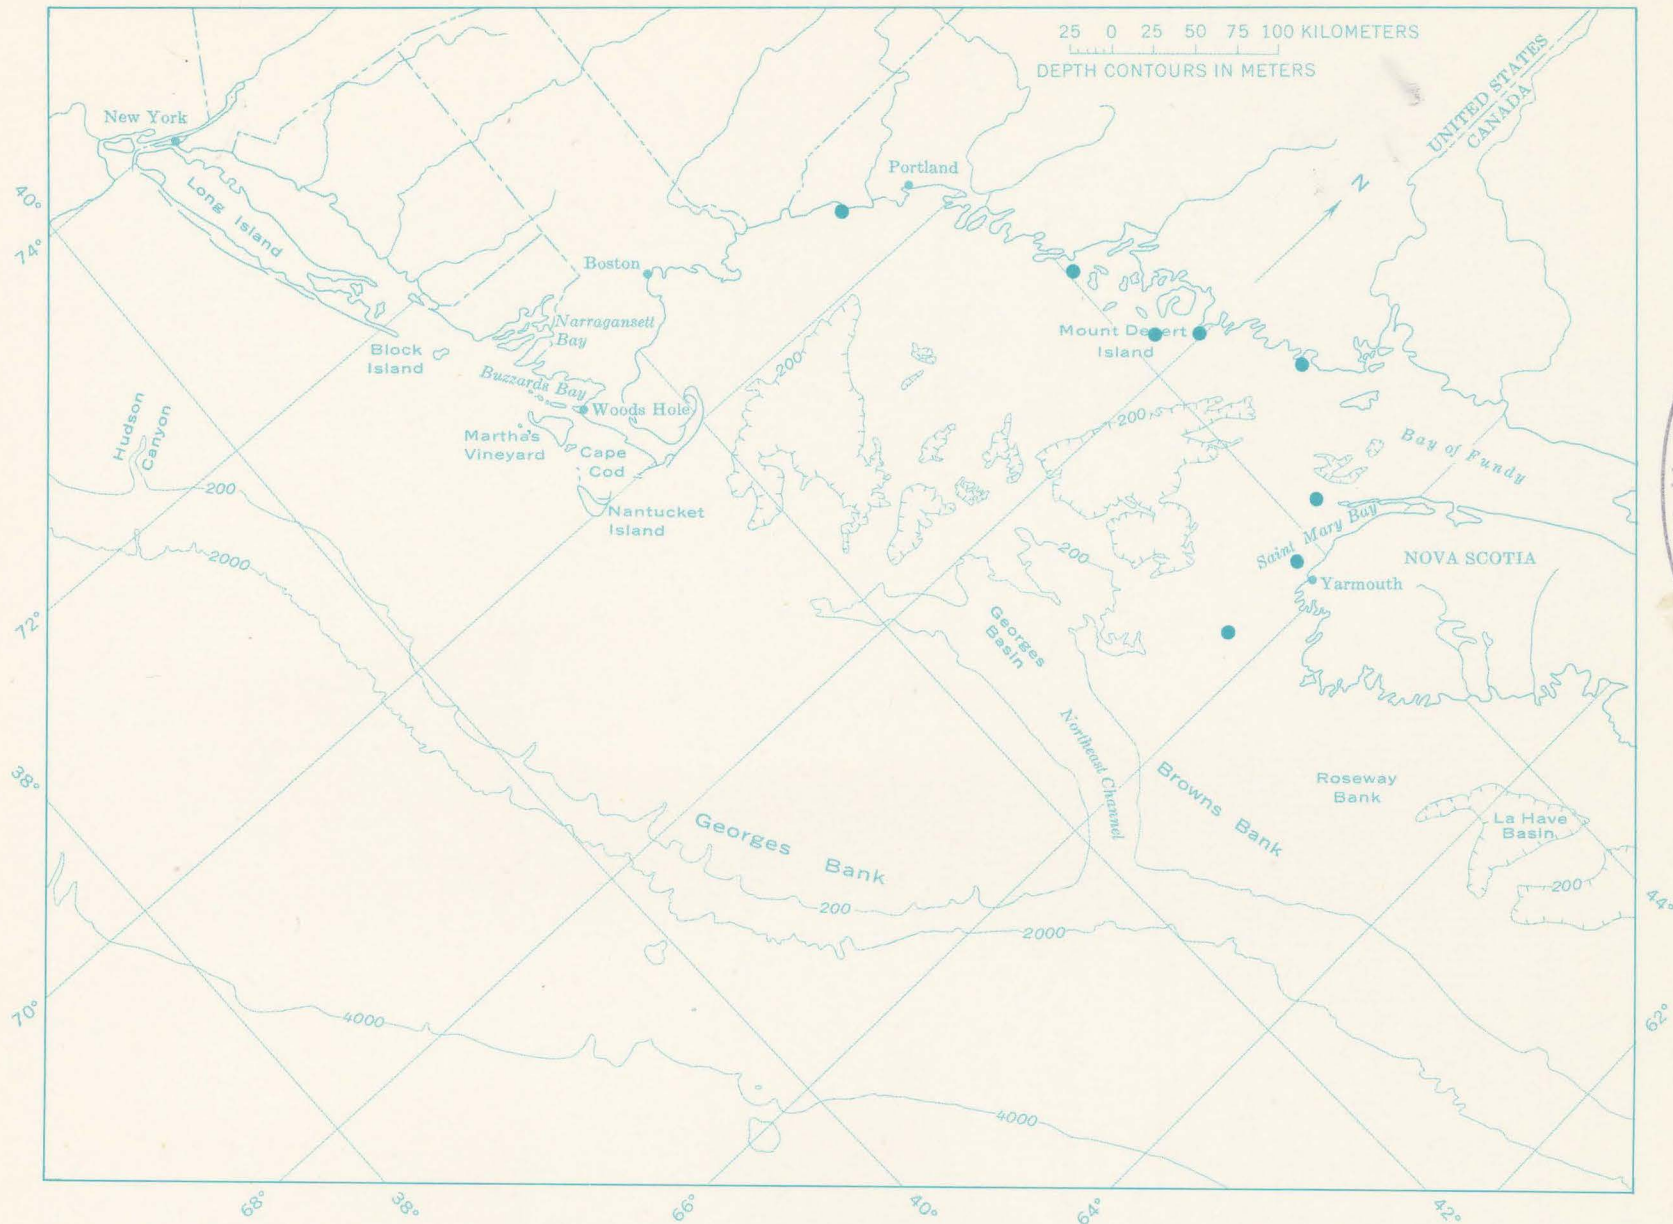 25 0 25 50 75 100 KILOMETERS
DEPTH CONTOURS IN METERS
UNITED STATES
CANADA
New York
Portland
N
40°
74°
Long Island
Boston
Narragansett
Bay
Mount Desert
Island
Block
Island
200
Buzzards Bay
Woods Hole
200
Hudson
Canyon
Martha's
Vineyard
Cape
Cod
Bay of Fundy
200
Nantucket
Island
Saint Mary Bay
2000
200
NOVA SCOTIA
Yarmouth
72°
Georges
Basin
Northeast Channel
38°
Browns Bank
Roseway
Bank
Georges Bank
La Have
Basin
200
200
44°
2000
70°
4000
62°
4000
68°
38°
66°
40°
64°
42°